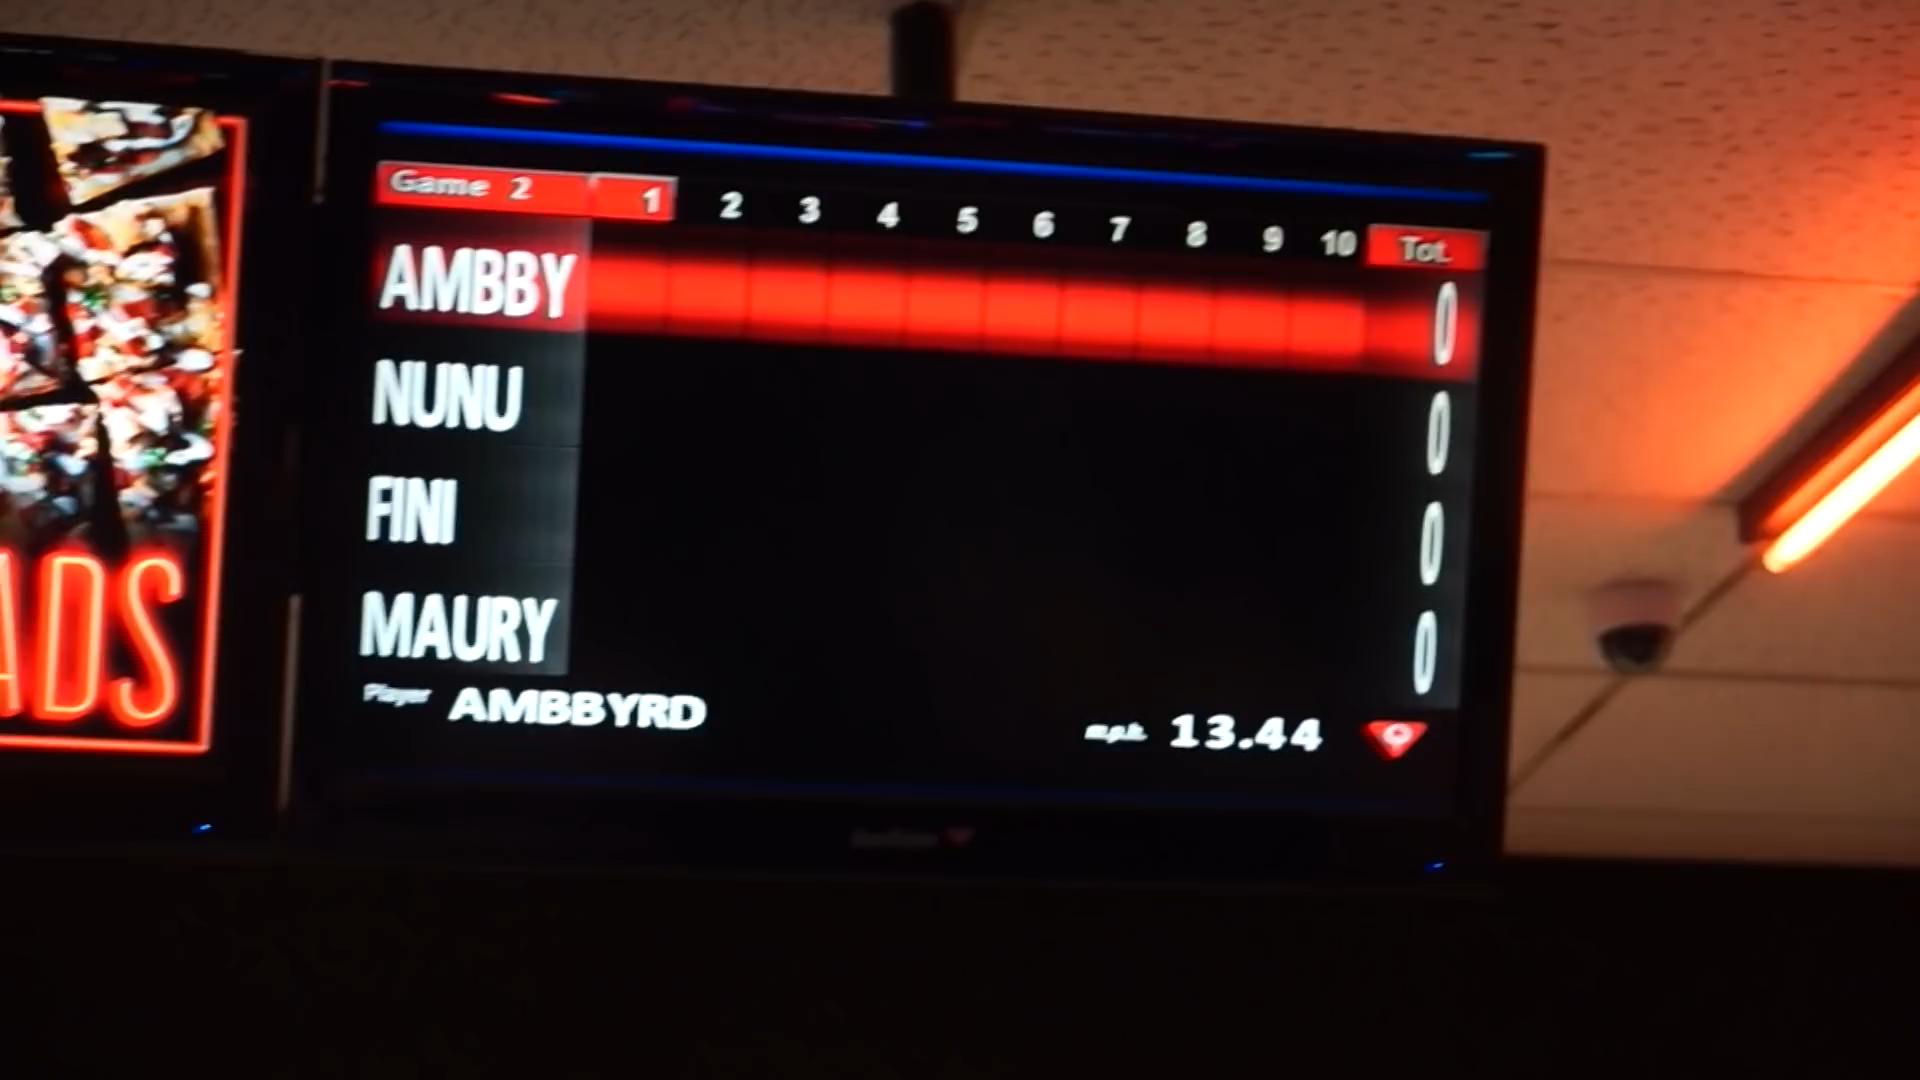 Game 2 1 2 3 4 5 6 7 8 9 10 Tot.
AMBBY 0
NUNU 0
FINI 0
MAURY 0
Player AMBBYRD mph 13.44
ADS